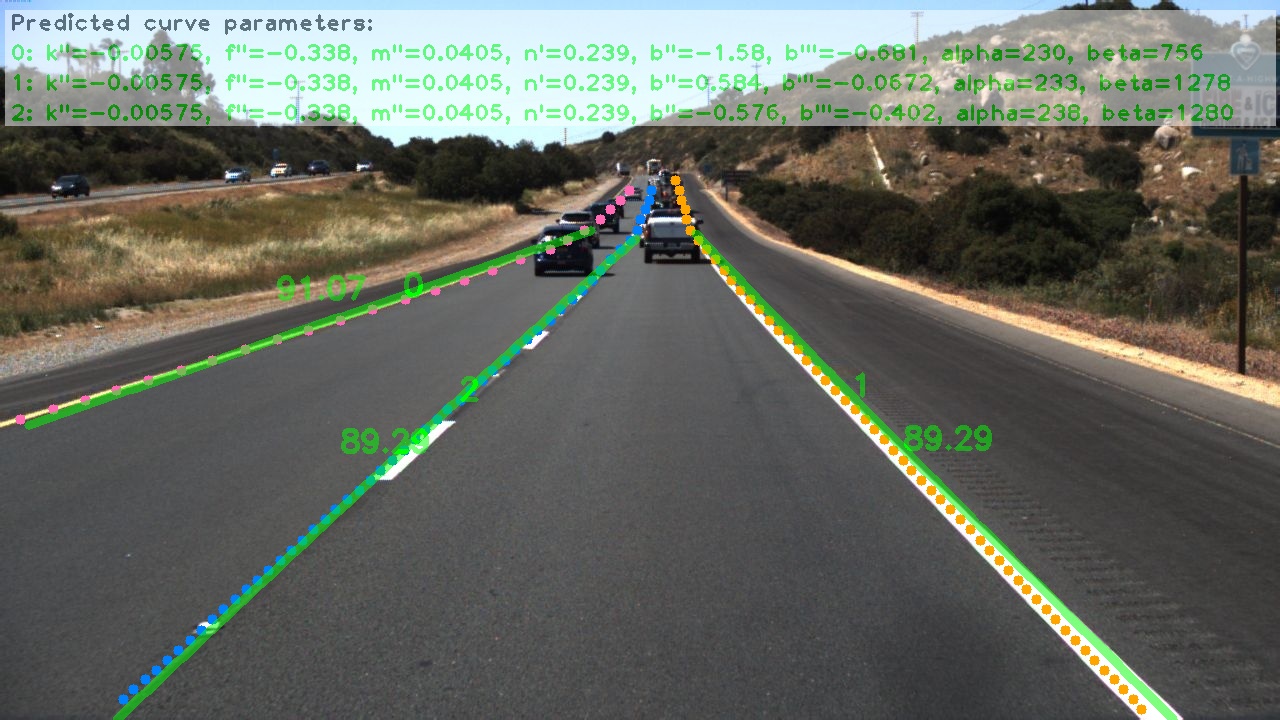 Predicted curve parameters:
0: k''=-0.00575, f''=-0.338, m''=0.0405, n'=0.239, b''=-1.58, b'''=-0.681, alpha=230, beta=756
1: k''=-0.00575, f''=-0.338, m''=0.0405, n'=0.239, b''=0.584, b'''=-0.0672, alpha=233, beta=1278
2: k''=-0.00575, f''=-0.338, m''=0.0405, n'=0.239, b''=-0.576, b'''=-0.402, alpha=238, beta=1280
91.07 0
2
1
89.29
89.29